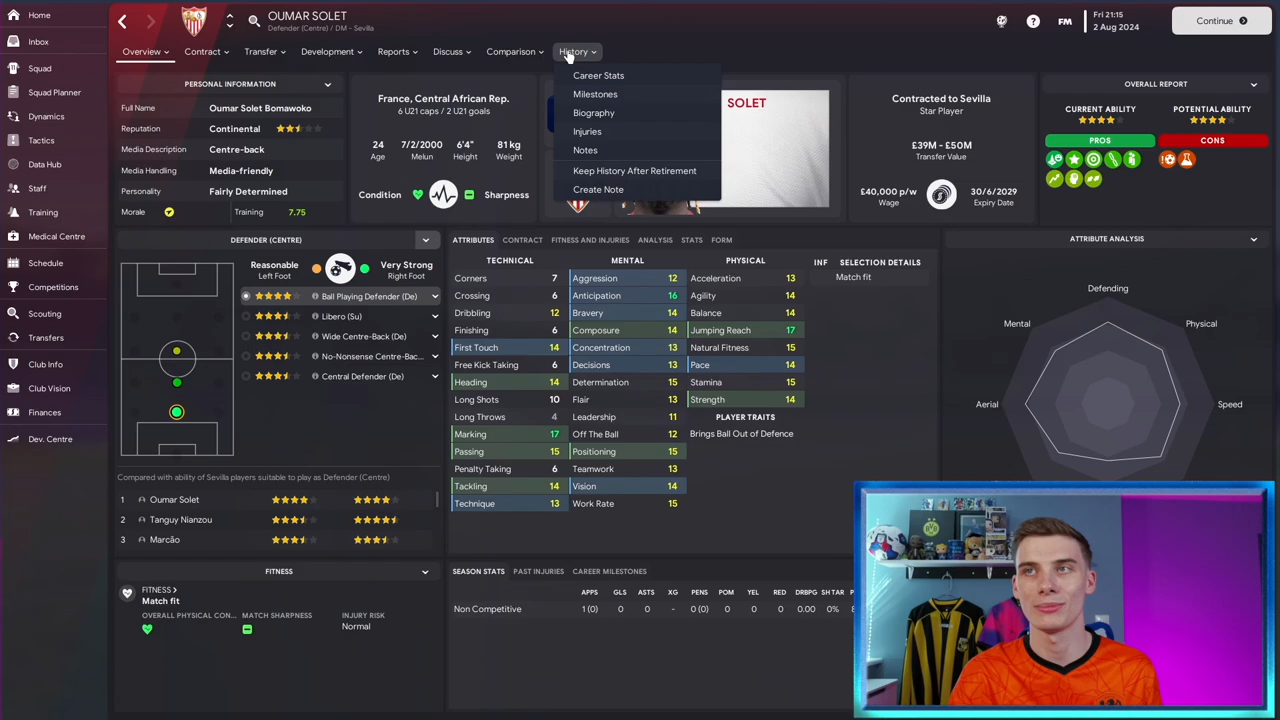 Home
OUMAR SOLET
Defender (Centre) / DM - Sevilla
FM
Fri 21:15
2 Aug 2024
Continue
Inbox
Squad
Squad Planner
Dynamics
Tactics
Data Hub
Staff
Training
Medical Centre
Schedule
Competitions
Scouting
Transfers
Club Info
Club Vision
Finances
Dev. Centre
Overview
Contract
Transfer
Development
Reports
Discuss
Comparison
History
Career Stats
Milestones
Biography
Injuries
Notes
Keep History After Retirement
Create Note
PERSONAL INFORMATION
Full Name Oumar Solet Bomawoko
Reputation Continental
Media Description Centre-back
Media Handling Media-friendly
Personality Fairly Determined
Morale Training 7.75
France, Central African Rep.
6 U21 caps / 2 U21 goals
24 /2/2000 6'4" 81 kg
Age Melun Height Weight
Condition Sharpness
SOLET
Contracted to Sevilla
Star Player
£39M - £50M
Transfer Value
£40,000 p/w 30/6/2029
Wage Expiry Date
OVERALL REPORT
CURRENT ABILITY POTENTIAL ABILITY
PROS CONS
DEFENDER (CENTRE)
Reasonable Very Strong
Left Foot Right Foot
Ball Playing Defender (De)
Libero (Su)
Wide Centre-Back (De)
No-Nonsense Centre-Bac...
Central Defender (De)
Compared with ability of Sevilla players suitable to play as Defender (Centre)
1 Oumar Solet
2 Tanguy Nianzou
3 Marcão
ATTRIBUTES CONTRACT FITNESS AND INJURIES ANALYSIS STATS FORM
TECHNICAL MENTAL PHYSICAL INF SELECTION DETAILS
Corners 7 Aggression 12 Acceleration 13 Match fit
Crossing 6 Anticipation 16 Agility 14
Dribbling 12 Bravery 14 Balance 14
Finishing 6 Composure 14 Jumping Reach 17
First Touch 14 Concentration 13 Natural Fitness 15
Free Kick Taking 6 Decisions 13 Pace 14
Heading 14 Determination 15 Stamina 15
Long Shots 10 Flair 13 Strength 14
Long Throws 4 Leadership 11 PLAYER TRAITS
Marking 17 Off The Ball 12 Brings Ball Out of Defence
Passing 15 Positioning 15
Penalty Taking 6 Teamwork 13
Tackling 14 Vision 14
Technique 13 Work Rate 15
ATTRIBUTE ANALYSIS
Defending
Mental Physical
Aerial Speed
FITNESS
FITNESS
Match fit
OVERALL PHYSICAL CON... MATCH SHARPNESS INJURY RISK
Normal
SEASON STATS PAST INJURIES CAREER MILESTONES
APPS GLS ASTS XG PENS POM YEL RED DRBPG SH TAR
Non Competitive 1 (0) 0 0 - 0 (0) 0 0 0 0.00 0%